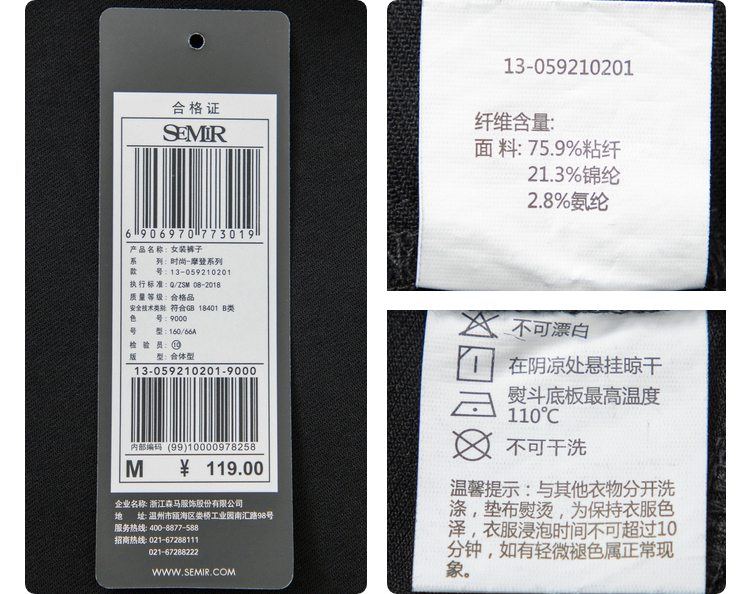 合格证
SEMIR
6 906970 773019
产品名称: 女装裤子
系 列: 时尚-摩登系列
款 号: 13-059210201
执行标准: Q/ZSM 08-2018
质量等级: 合格品
安全技术类别: 符合GB 18401 B类
色 号: 9000
号 型: 160/66A
检 验 员: ⑩
版 型: 合体型
13-059210201-9000
内部编码 (99)10000978258
M ¥ 119.00
企业名称: 浙江森马服饰股份有限公司
地 址: 温州市瓯海区娄桥工业园南汇路98号
服务热线: 400-8877-588
招商热线: 021-67288111
021-67288222
WWW.SEMIR.COM
13-059210201
纤维含量:
面 料: 75.9%粘纤
21.3%锦纶
2.8%氨纶
不可漂白
在阴凉处悬挂晾干
熨斗底板最高温度
110℃
不可干洗
温馨提示：与其他衣物分开洗
涤，垫布熨烫，为保持衣服色
泽，衣服浸泡时间不可超过10
分钟，如有轻微褪色属正常现
象。